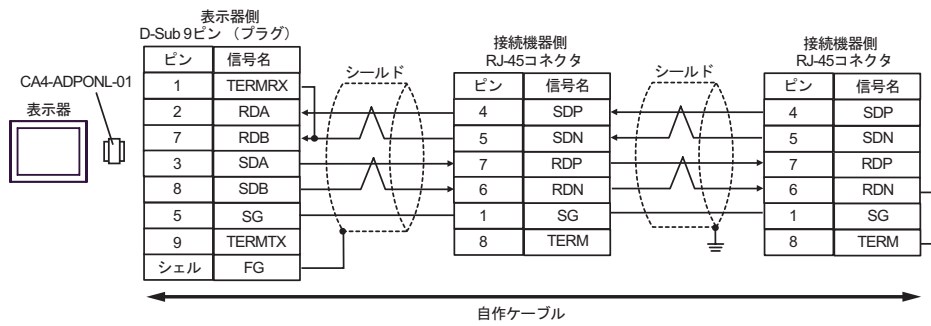 CA4-ADPONL-01
表示器
表示器側
D-Sub 9ピン （プラグ）
ピン 信号名
1 TERMRX
2 RDA
7 RDB
3 SDA
8 SDB
5 SG
9 TERMTX
シェル FG
シールド
接続機器側
RJ-45コネクタ
ピン 信号名
4 SDP
5 SDN
7 RDP
6 RDN
1 SG
8 TERM
シールド
接続機器側
RJ-45コネクタ
ピン 信号名
4 SDP
5 SDN
7 RDP
6 RDN
1 SG
8 TERM
自作ケーブル